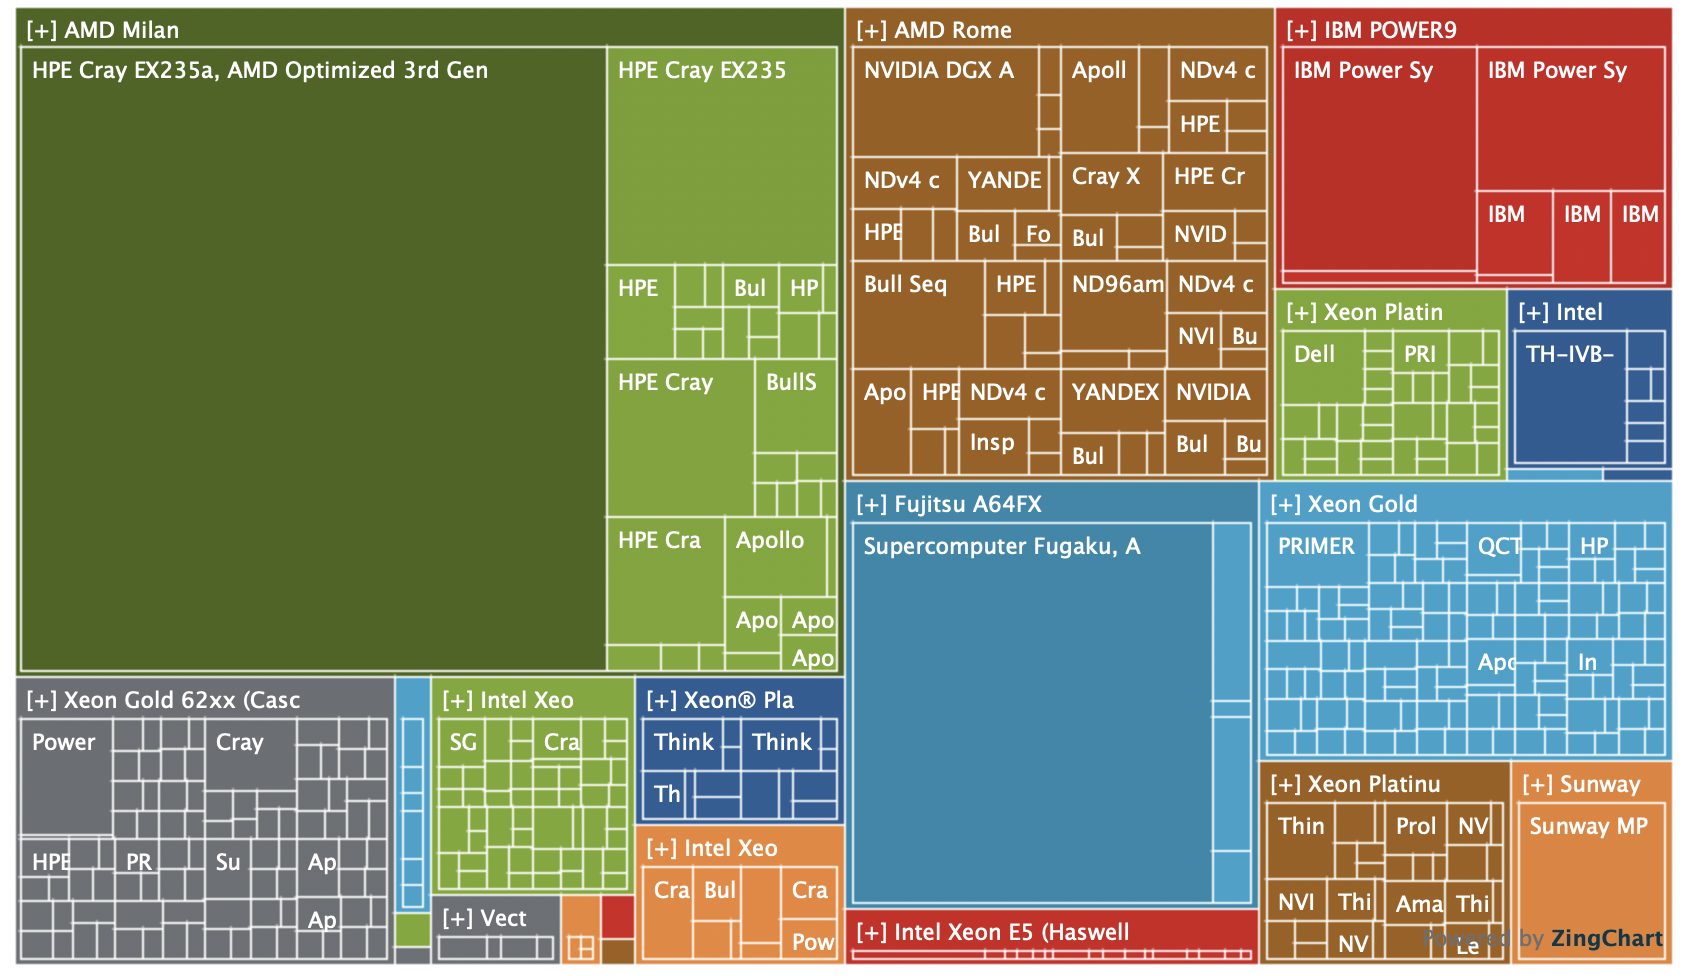 [+] AMD Milan
HPE Cray EX235a, AMD Optimized 3rd Gen
HPE Cray EX235
HPE
Bul
HP
HPE Cray
BullS
HPE Cra
Apollo
Apo
Apo
Apo
[+] AMD Rome
NVIDIA DGX A
Apoll
NDv4 c
HPE
NDv4 c
YANDE
Cray X
HPE Cr
HPE
Bul
Fo
Bul
NVID
Bull Seq
HPE
ND96am
NDv4 c
NVI
Bu
Apo
HPE
NDv4 c
YANDEX
NVIDIA
Insp
Bul
Bul
Bu
[+] IBM POWER9
IBM Power Sy
IBM Power Sy
IBM
IBM
IBM
[+] Xeon Platin
Dell
PRI
[+] Intel
TH-IVB-
[+] Fujitsu A64FX
Supercomputer Fugaku, A
[+] Xeon Gold
PRIMER
QCT
HP
Apo
In
[+] Xeon Gold 62xx (Casc
Power
Cray
HPE
PR
Su
Ap
Ap
[+] Intel Xeo
SG
Cra
[+] Xeon® Pla
Think
Think
Th
[+] Intel Xeo
Cra
Bul
Cra
Pow
[+] Vect
[+] Intel Xeon E5 (Haswell
[+] Xeon Platinu
Thin
Prol
NV
NVI
Thi
Ama
Thi
NV
Le
[+] Sunway
Sunway MP
Powered by ZingChart